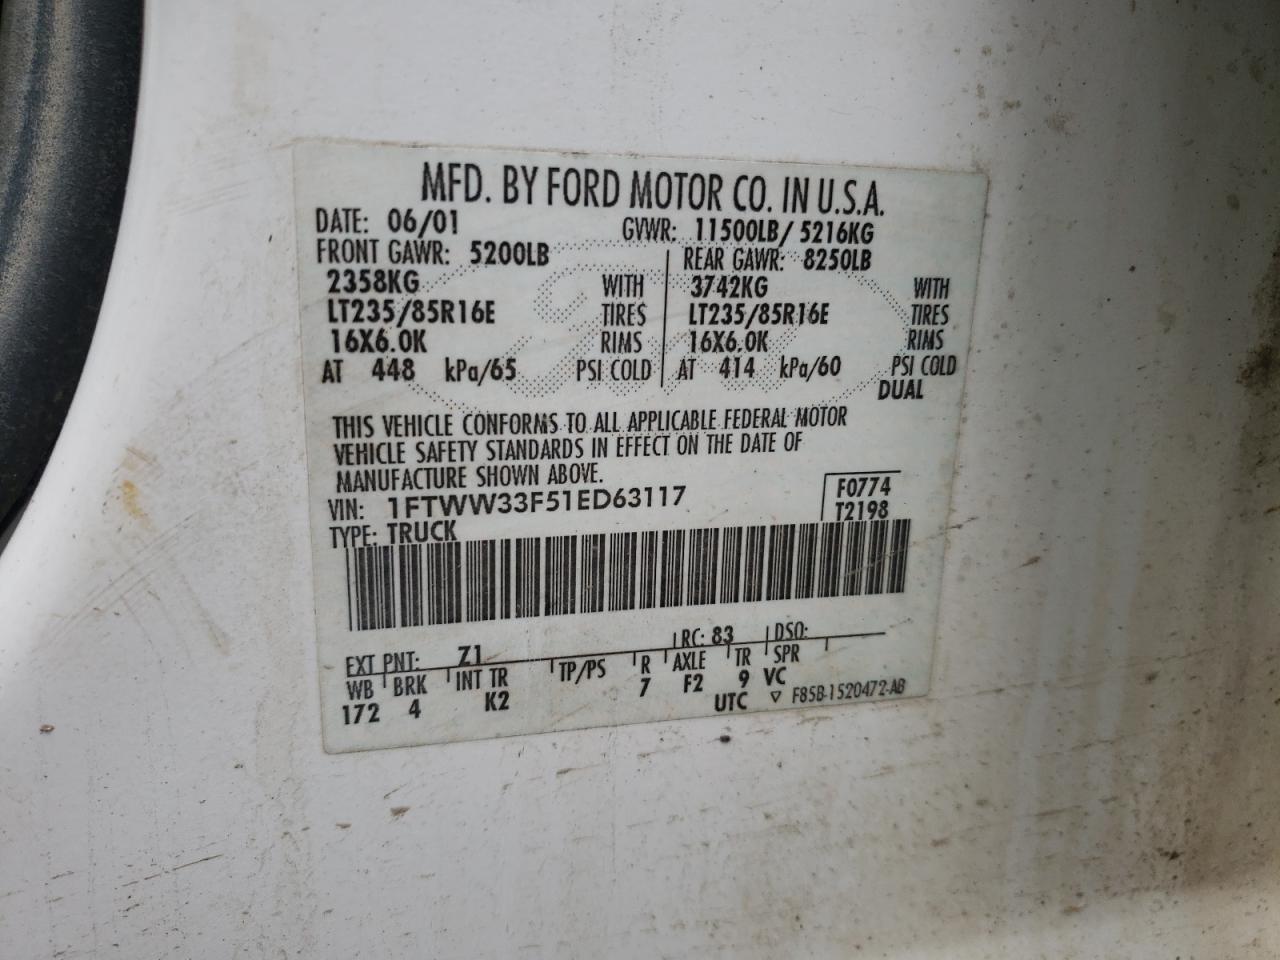 MFD. BY FORD MOTOR CO. IN U.S.A.
DATE: 06/01 GVWR: 11500LB/ 5216KG
FRONT GAWR: 5200LB REAR GAWR: 8250LB
2358KG WITH 3742KG WITH
LT235/85R16E TIRES LT235/85R16E TIRES
16X6.0K RIMS 16X6.0K RIMS
AT 448 kPa/65 PSI COLD AT 414 kPa/60 PSI COLD
DUAL
THIS VEHICLE CONFORMS TO ALL APPLICABLE FEDERAL MOTOR
VEHICLE SAFETY STANDARDS IN EFFECT ON THE DATE OF
MANUFACTURE SHOWN ABOVE.
VIN: 1FTWW33F51ED63117 F0774
TYPE: TRUCK T2198
EXT PNT: Z1 RC: 83 DSO:
WB BRK INT TR TP/PS R AXLE TR SPR
172 4 K2 7 F2 9 VC
UTC ▽ F85B-1520472-AB